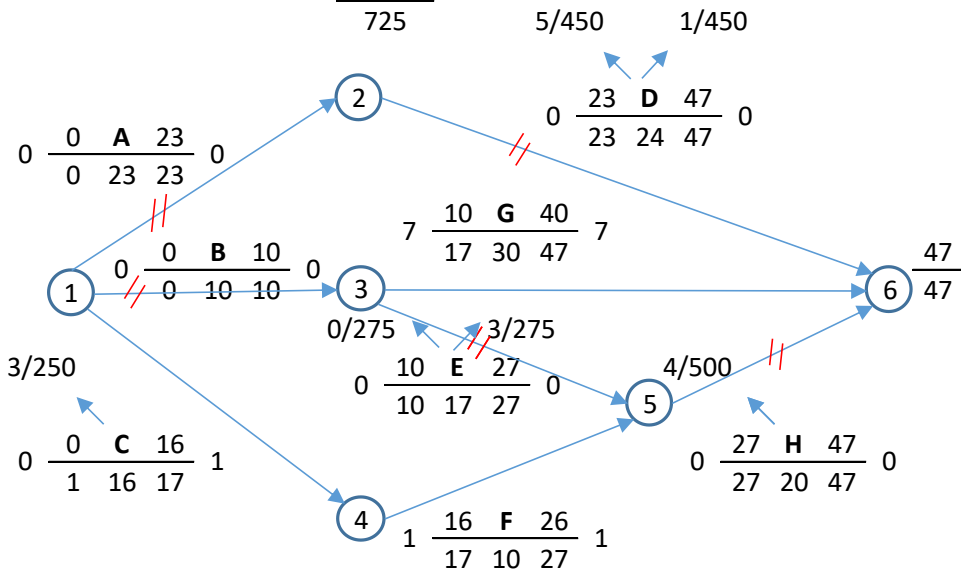 725
5/450 1/450
2
23 D 47
0 0
23 24 47
0 A 23
0 0
0 23 23
10 G 40
7 7
17 30 47
0 B 10
0 0
0 10 10
1
3
6
47
47
0/275 3/275
10 E 27
0 0
10 17 27
3/250
4/500
5
0 C 16
0 1
1 16 17
27 H 47
0 0
27 20 47
4
16 F 26
1 1
17 10 27